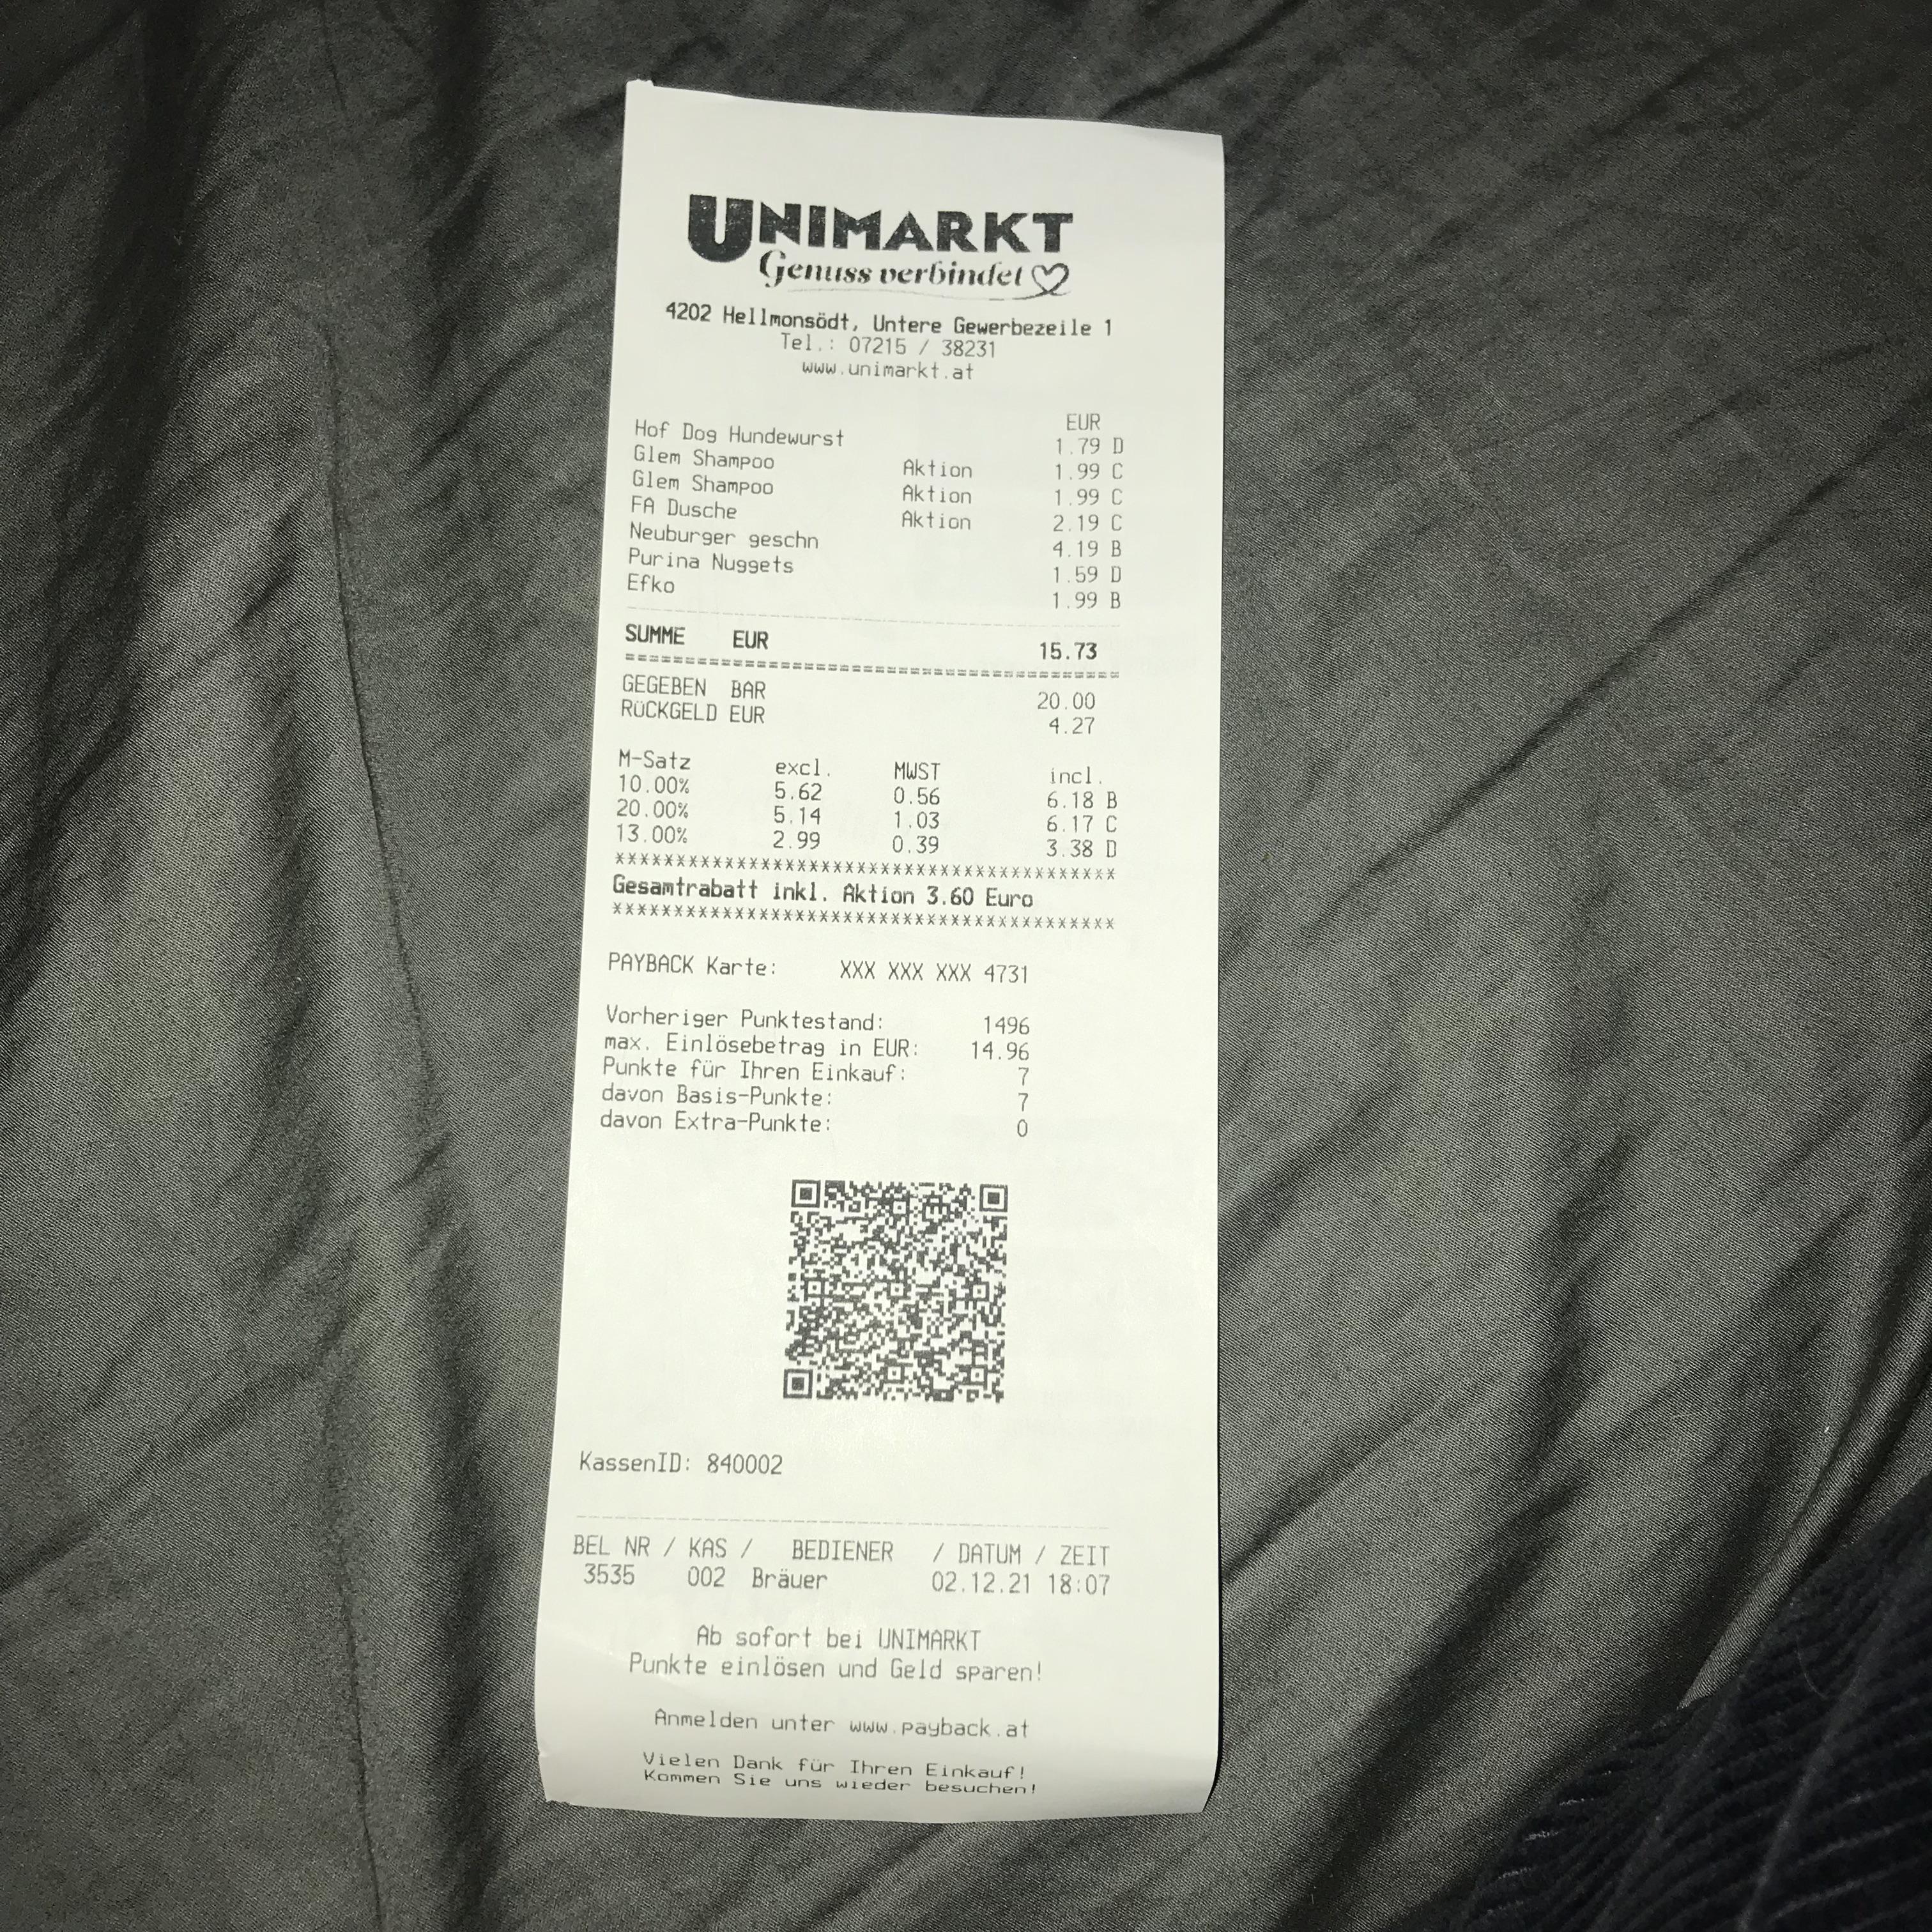 UNIMARKT
Genuss verbindet
4202 Hellmonsödt, Untere Gewerbezeile 1
Tel.: 07215 / 38231
www.unimarkt.at
EUR
Hof Dog Hundewurst 1.79 D
Glem Shampoo Aktion 1.99 C
Glem Shampoo Aktion 1.99 C
FA Dusche Aktion 2.19 C
Neuburger geschn 4.19 B
Purina Nuggets 1.59 D
Efko 1.99 B
SUMME EUR 15.73
GEGEBEN BAR 20.00
RÜCKGELD EUR 4.27
M-Satz excl. MWST incl.
10.00% 5.62 0.56 6.18 B
20.00% 5.14 1.03 6.17 C
13.00% 2.99 0.39 3.38 D
*****************************************
Gesamtrabatt inkl. Aktion 3.60 Euro
*****************************************
PAYBACK Karte: XXX XXX XXX 4731
Vorheriger Punktestand: 1496
max. Einlösebetrag in EUR: 14.96
Punkte für Ihren Einkauf: 7
davon Basis-Punkte: 7
davon Extra-Punkte: 0
KassenID: 840002
BEL NR / KAS / BEDIENER / DATUM / ZEIT
3535 002 Bräuer 02.12.21 18:07
Ab sofort bei UNIMARKT
Punkte einlösen und Geld sparen!
Anmelden unter www.payback.at
Vielen Dank für Ihren Einkauf!
Kommen Sie uns wieder besuchen!